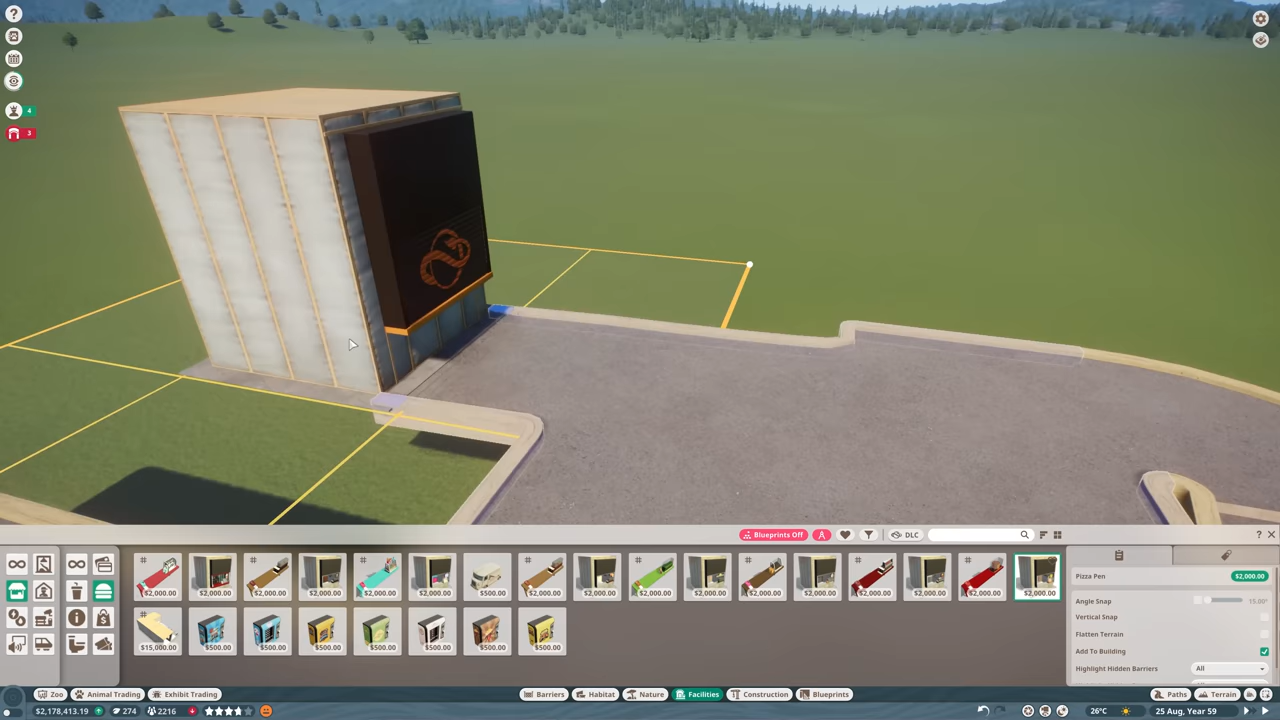 ?
4
3
Blueprints Off
DLC
?
$2,000.00
$2,000.00
$2,000.00
$2,000.00
$2,000.00
$2,000.00
$500.00
$2,000.00
$2,000.00
$2,000.00
$2,000.00
$2,000.00
$2,000.00
$2,000.00
$2,000.00
$2,000.00
$2,000.00
$15,000.00
$500.00
$500.00
$500.00
$500.00
$500.00
$500.00
$500.00
Pizza Pen
$2,000.00
Angle Snap
15.00°
Vertical Snap
Flatten Terrain
Add To Building
Highlight Hidden Barriers
All
Zoo
Animal Trading
Exhibit Trading
Barriers
Habitat
Nature
Facilities
Construction
Blueprints
Paths
Terrain
$2,178,413.19
274
2216
26°C
25 Aug, Year 59